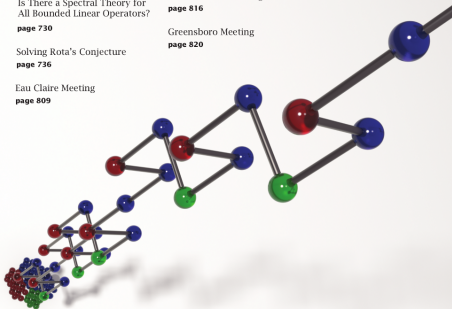 Is There a Spectral Theory for
All Bounded Linear Operators?
page 730
Solving Rota's Conjecture
page 736
Eau Claire Meeting
page 809
page 816
Greensboro Meeting
page 820